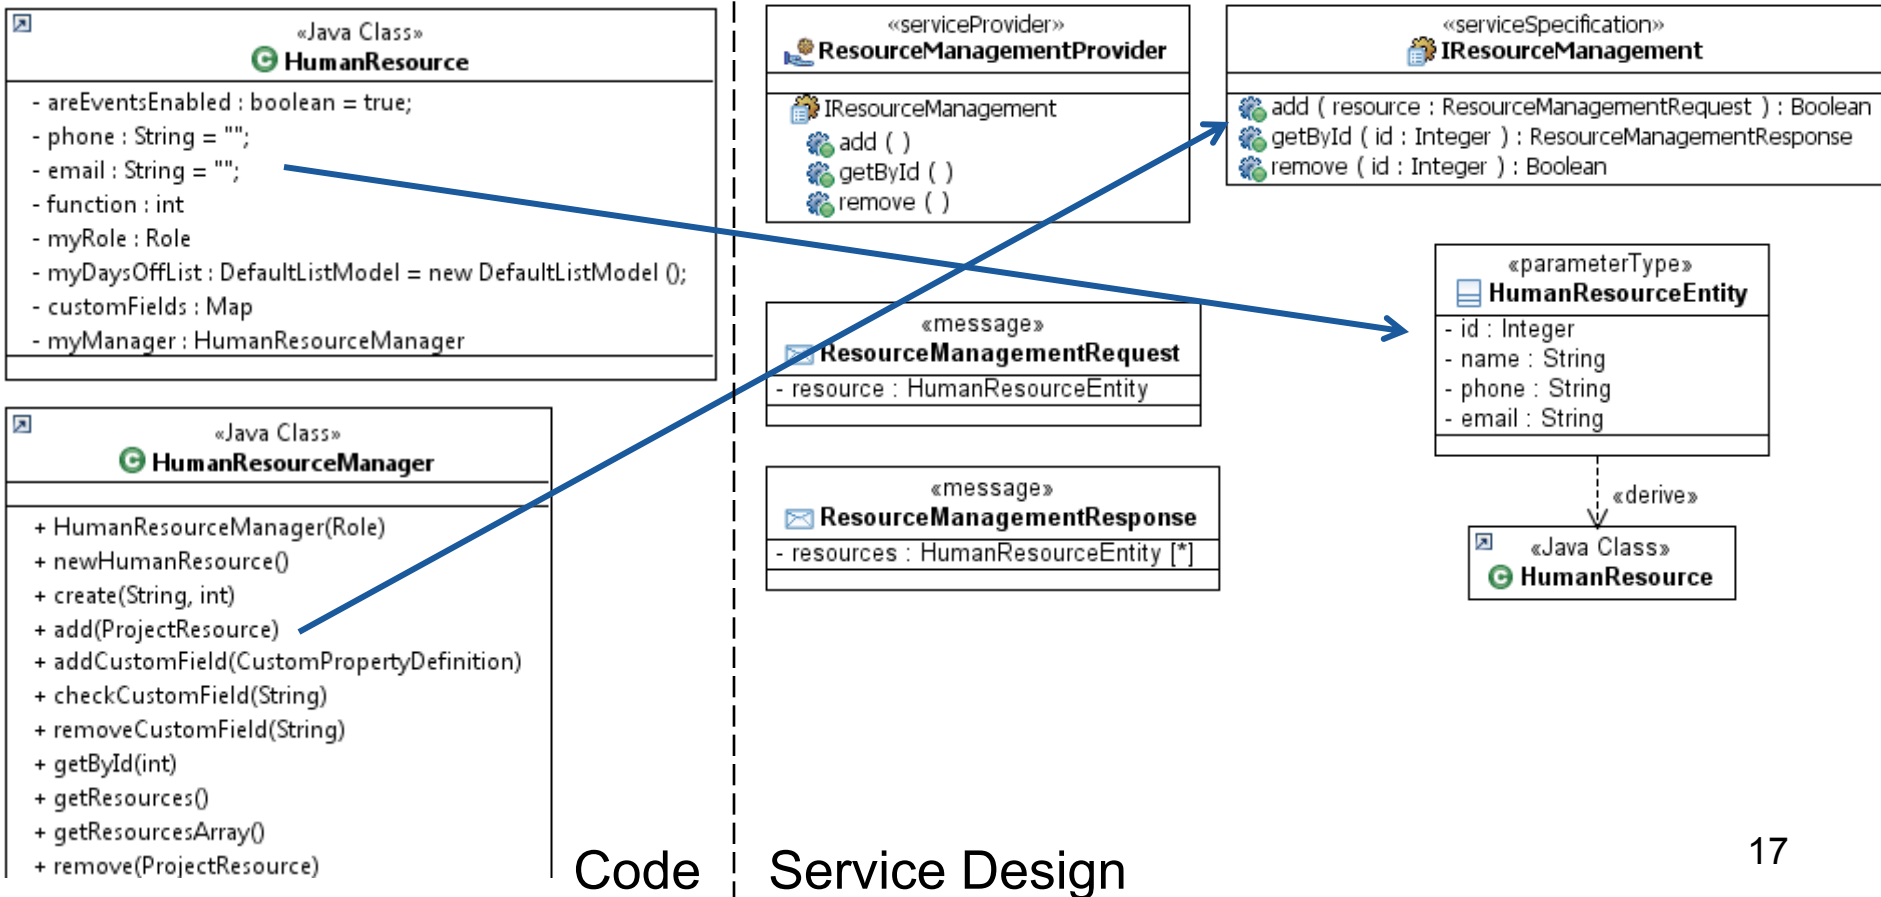 «Java Class»
HumanResource
- areEventsEnabled : boolean = true;
- phone : String = "";
- email : String = "";
- function : int
- myRole : Role
- myDaysOffList : DefaultListModel = new DefaultListModel ();
- customFields : Map
- myManager : HumanResourceManager
«Java Class»
HumanResourceManager
+ HumanResourceManager(Role)
+ newHumanResource()
+ create(String, int)
+ add(ProjectResource)
+ addCustomField(CustomPropertyDefinition)
+ checkCustomField(String)
+ removeCustomField(String)
+ getById(int)
+ getResources()
+ getResourcesArray()
+ remove(ProjectResource)
Code
«serviceProvider»
ResourceManagementProvider
IResourceManagement
add ( )
getById ( )
remove ( )
«serviceSpecification»
IResourceManagement
add ( resource : ResourceManagementRequest ) : Boolean
getById ( id : Integer ) : ResourceManagementResponse
remove ( id : Integer ) : Boolean
«message»
ResourceManagementRequest
- resource : HumanResourceEntity
«message»
ResourceManagementResponse
- resources : HumanResourceEntity [*]
«parameterType»
HumanResourceEntity
- id : Integer
- name : String
- phone : String
- email : String
«derive»
«Java Class»
HumanResource
Service Design
17